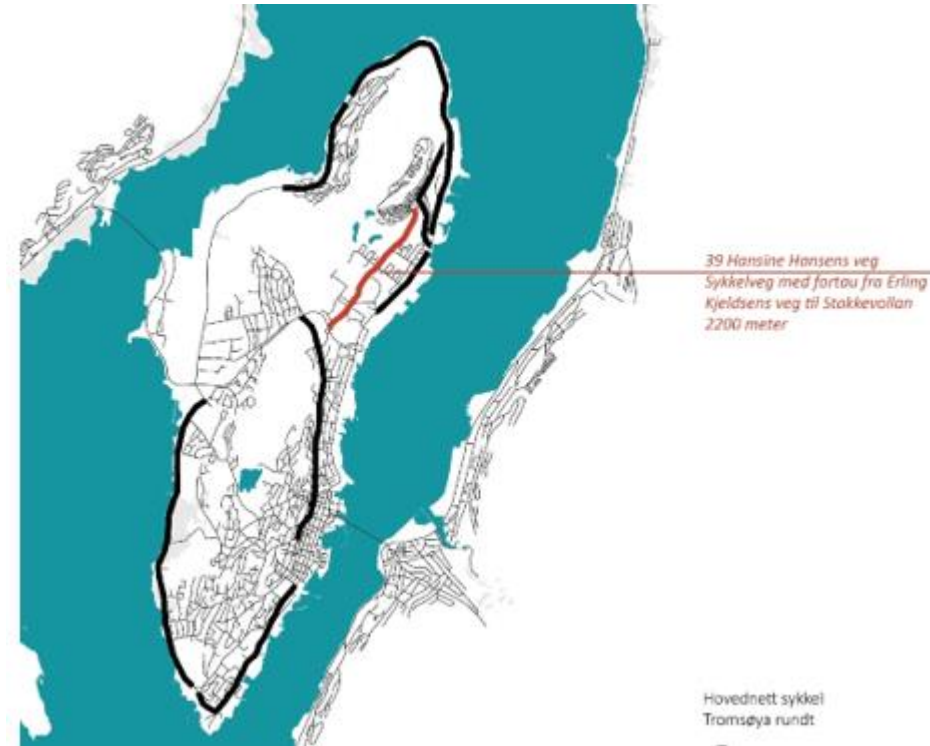 39 Hansine Hansens veg
Sykkelveg med fortau fra Erling
Kjeldsens veg til Stakkevollan
2200 meter
Hovednett sykkel
Tromsøya rundt